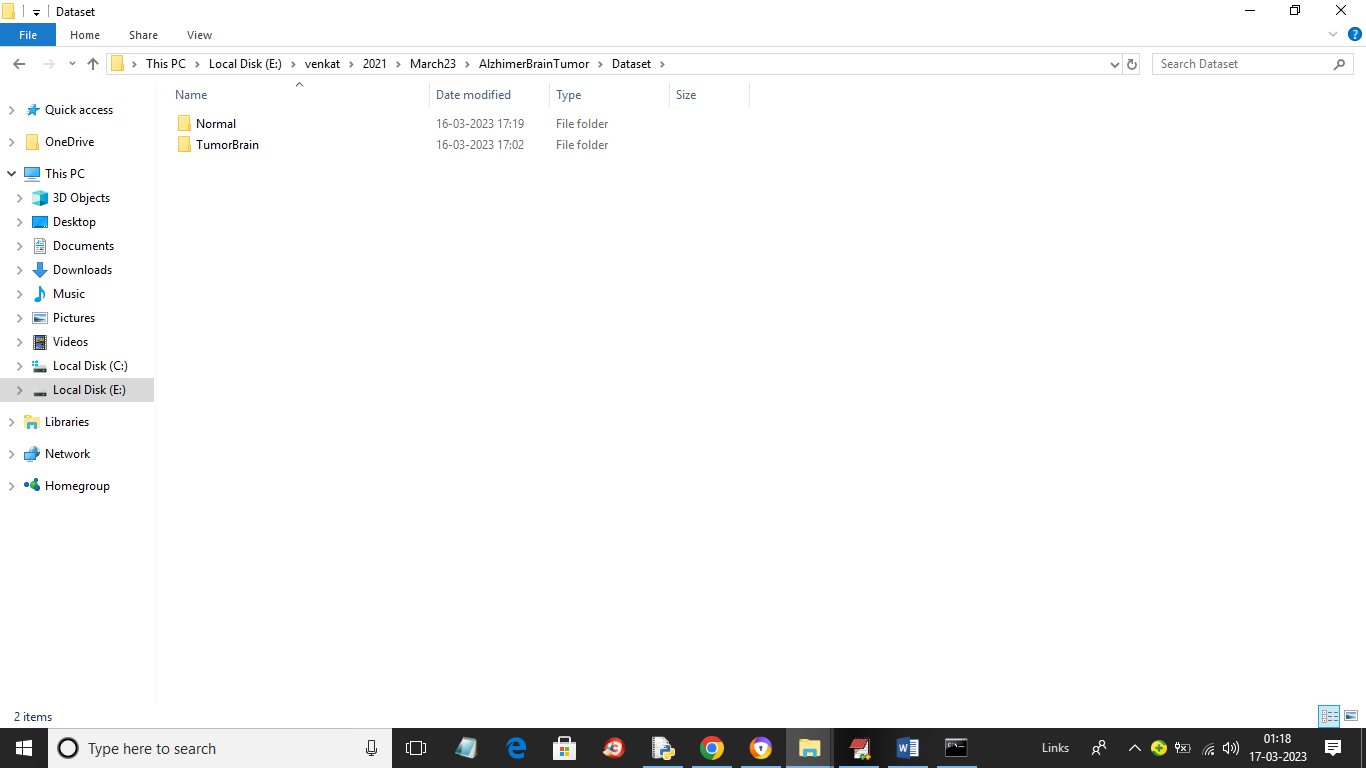 Dataset
File Home Share View
This PC Local Disk (E:) venkat 2021 March23 AlzhimerBrainTumor Dataset
Search Dataset
Name Date modified Type Size
Normal 16-03-2023 17:19 File folder
TumorBrain 16-03-2023 17:02 File folder
Quick access
OneDrive
This PC
3D Objects
Desktop
Documents
Downloads
Music
Pictures
Videos
Local Disk (C:)
Local Disk (E:)
Libraries
Network
Homegroup
2 items
Type here to search
Links
01:18
17-03-2023